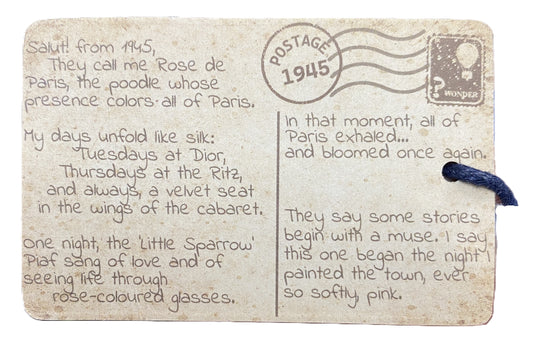 Salut! from 1945,
They call me Rose de
Paris, the poodle whose
presence colors all of Paris.
My days unfold like silk:
Tuesdays at Dior,
Thursdays at the Ritz,
and always, a velvet seat
in the wings of the cabaret.
One night, the 'Little Sparrow'
Piaf sang of love and of
seeing life through
rose-coloured glasses.
POSTAGE
1945
?
WONDER
In that moment, all of
Paris exhaled...
and bloomed once again.
They say some stories
begin with a muse. I say
this one began the night I
painted the town, ever
so softly, pink.